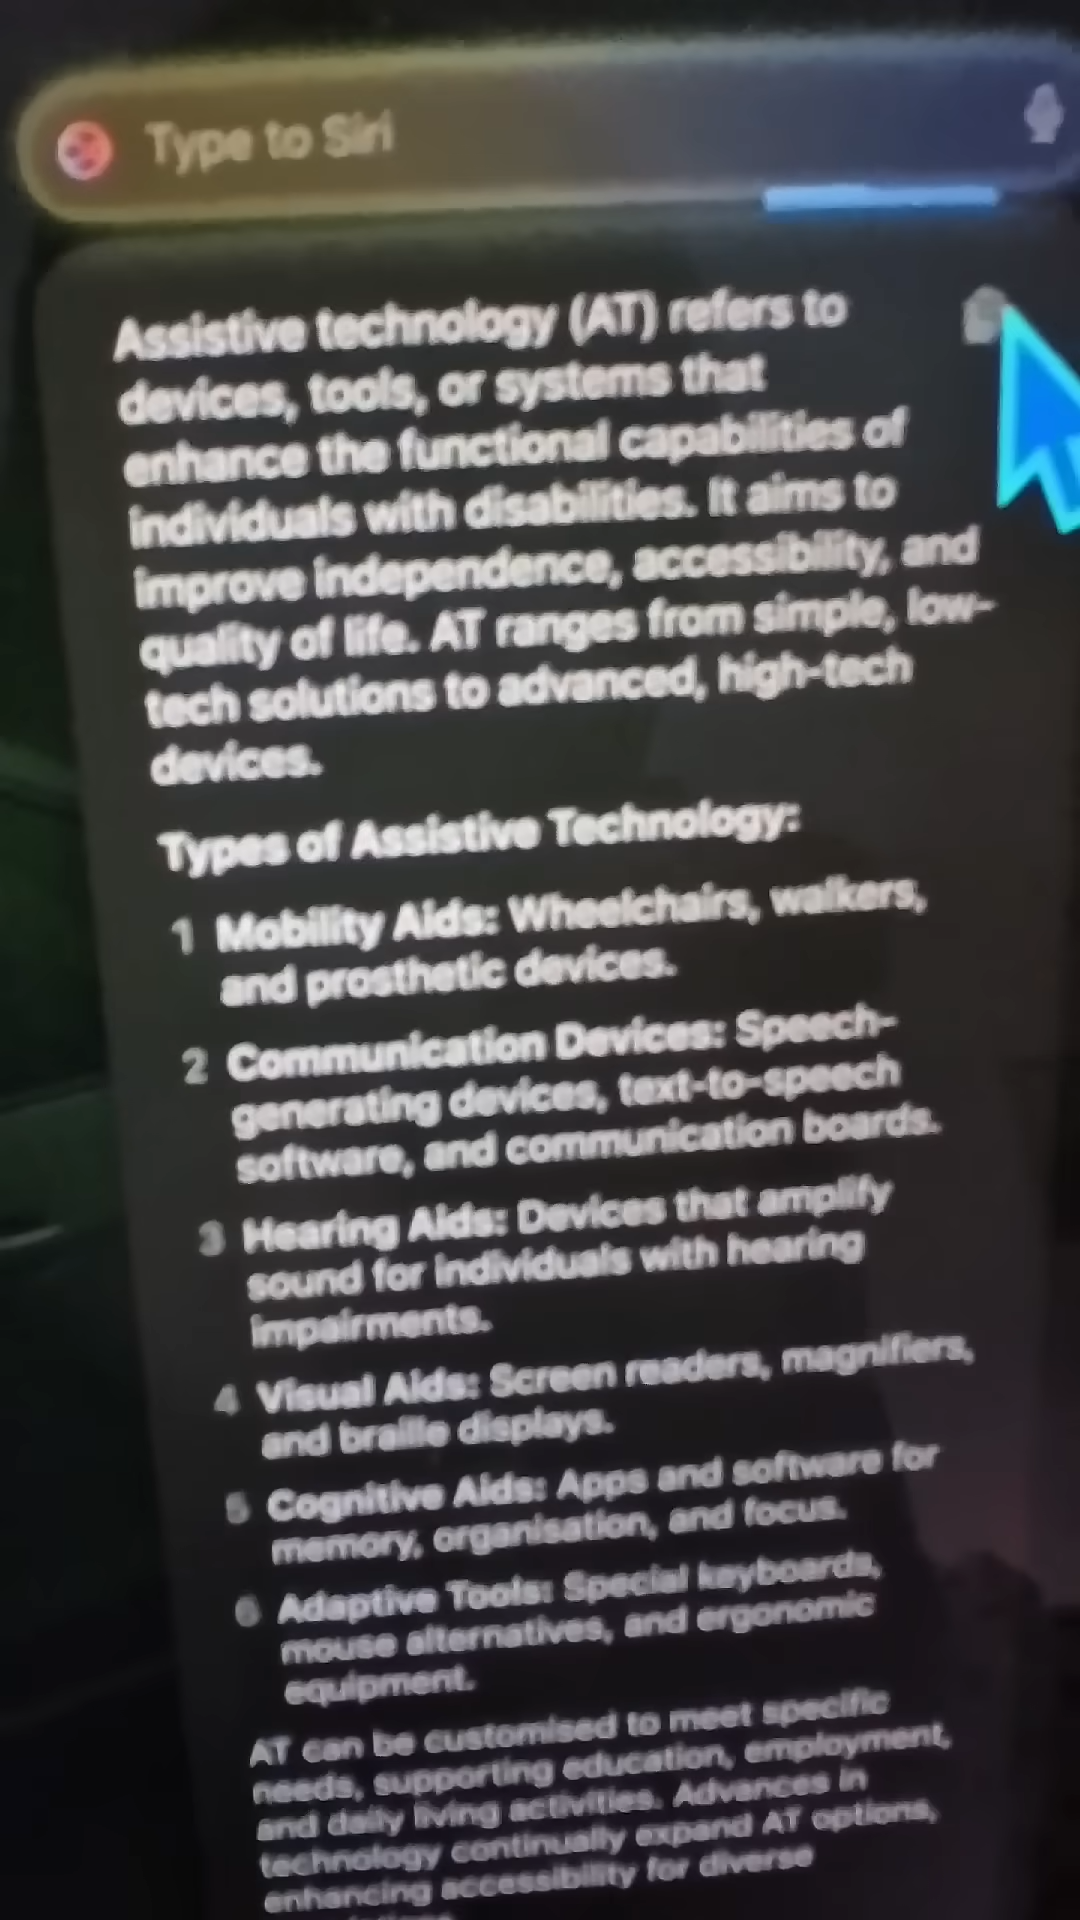 Type to Siri
Assistive technology (AT) refers to
devices, tools, or systems that
enhance the functional capabilities of
individuals with disabilities. It aims to
improve independence, accessibility, and
quality of life. AT ranges from simple, low-
tech solutions to advanced, high-tech
devices.
Types of Assistive Technology:
1 Mobility Aids: Wheelchairs, walkers,
and prosthetic devices.
2 Communication Devices: Speech-
generating devices, text-to-speech
software, and communication boards.
3 Hearing Aids: Devices that amplify
sound for individuals with hearing
impairments.
4 Visual Aids: Screen readers, magnifiers,
and braille displays.
5 Cognitive Aids: Apps and software for
memory, organisation, and focus.
6 Adaptive Tools: Special keyboards,
mouse alternatives, and ergonomic
equipment.
AT can be customised to meet specific
needs, supporting education, employment,
and daily living activities. Advances in
technology continually expand AT options,
enhancing accessibility for diverse